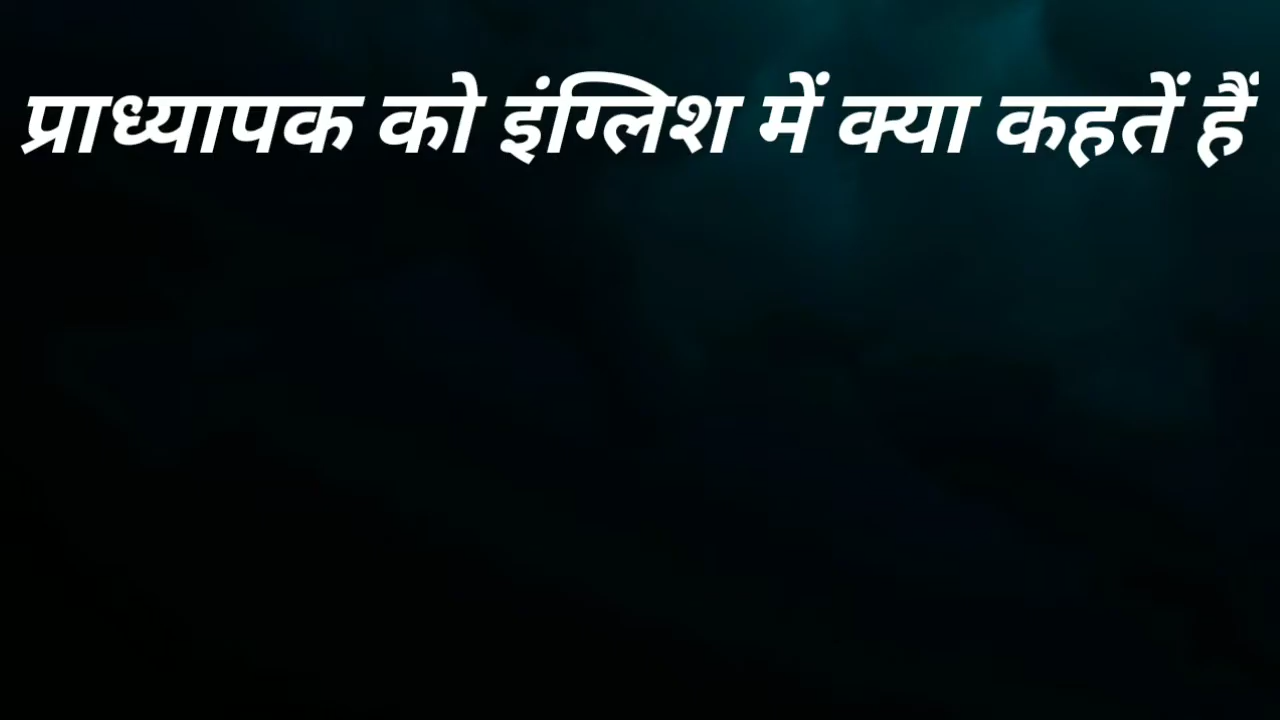 प्राध्यापक को इंग्लिश में क्या कहतें हैं